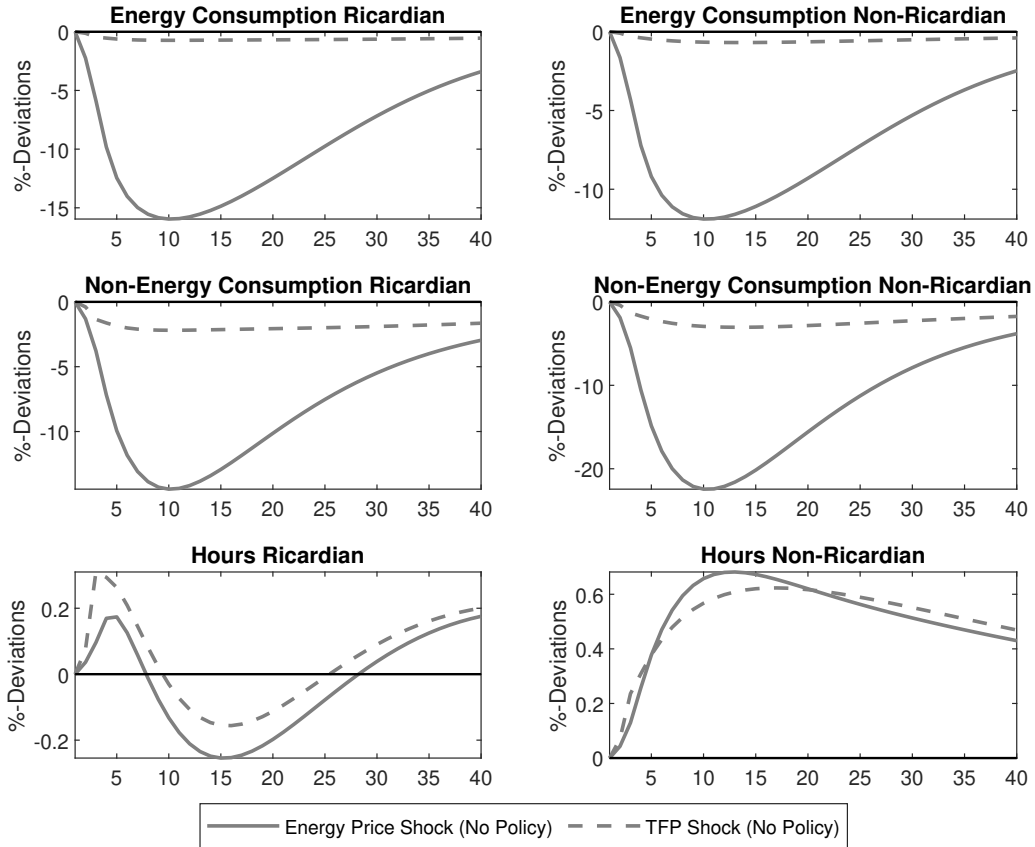 Energy Consumption Ricardian
%-Deviations
0
-5
-10
-15
5 10 15 20 25 30 35 40
Energy Consumption Non-Ricardian
%-Deviations
0
-5
-10
5 10 15 20 25 30 35 40
Non-Energy Consumption Ricardian
%-Deviations
0
-5
-10
5 10 15 20 25 30 35 40
Non-Energy Consumption Non-Ricardian
%-Deviations
0
-10
-20
5 10 15 20 25 30 35 40
Hours Ricardian
%-Deviations
0.2
0
-0.2
5 10 15 20 25 30 35 40
Hours Non-Ricardian
%-Deviations
0.6
0.4
0.2
0
5 10 15 20 25 30 35 40
Energy Price Shock (No Policy) TFP Shock (No Policy)